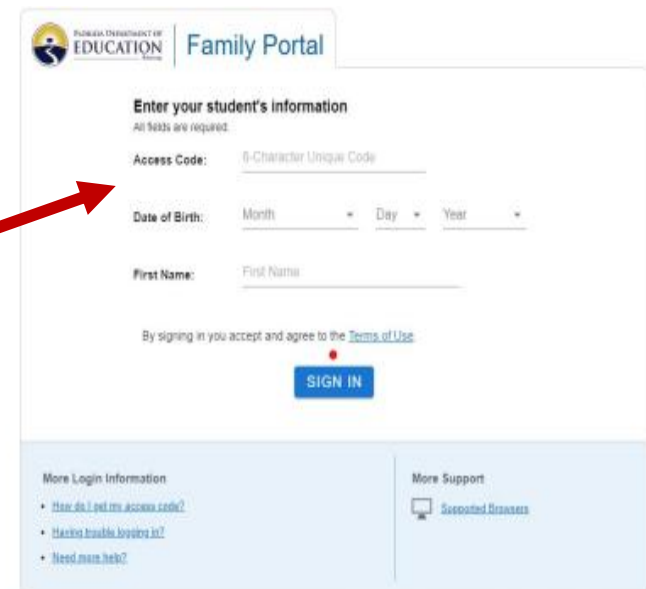 FLORIDA DEPARTMENT OF
EDUCATION
Family Portal
Enter your student's information
All fields are required.
Access Code: 6-Character Unique Code
Date of Birth: Month Day Year
First Name: First Name
By signing in you accept and agree to the Terms of Use
SIGN IN
More Login Information
How do I get my access code?
Having trouble logging in?
Need more help?
More Support
Supported Browsers